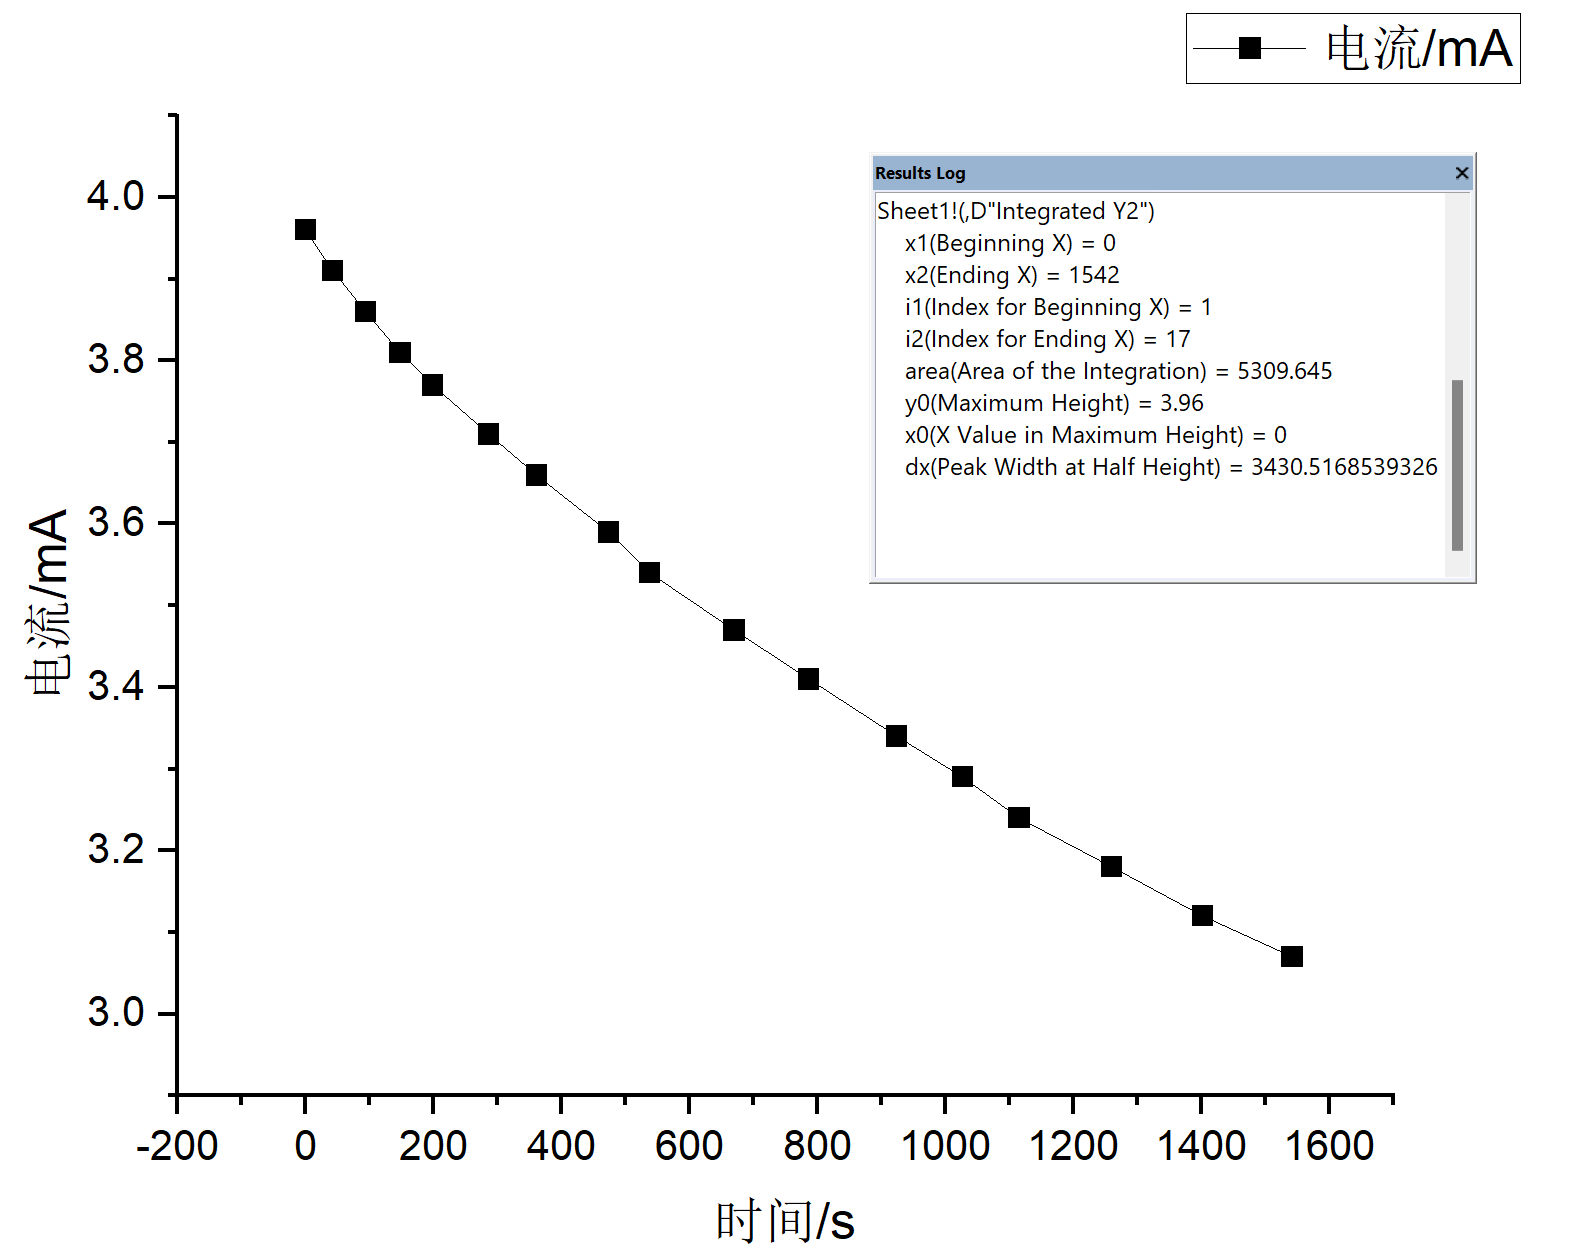 电流/mA
Results Log
Sheet1!(,D"Integrated Y2")
x1(Beginning X) = 0
x2(Ending X) = 1542
i1(Index for Beginning X) = 1
i2(Index for Ending X) = 17
area(Area of the Integration) = 5309.645
y0(Maximum Height) = 3.96
x0(X Value in Maximum Height) = 0
dx(Peak Width at Half Height) = 3430.5168539326
电流/mA
4.0
3.8
3.6
3.4
3.2
3.0
-200 0 200 400 600 800 1000 1200 1400 1600
时间/s